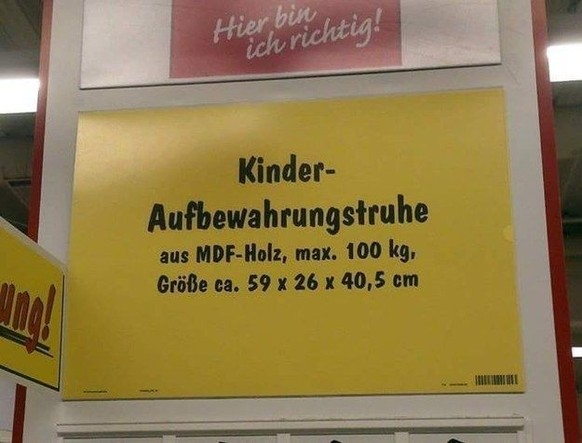 Hier bin
ich richtig!
Kinder-
Aufbewahrungstruhe
aus MDF-Holz, max. 100 kg,
Größe ca. 59 x 26 x 40,5 cm
ung!